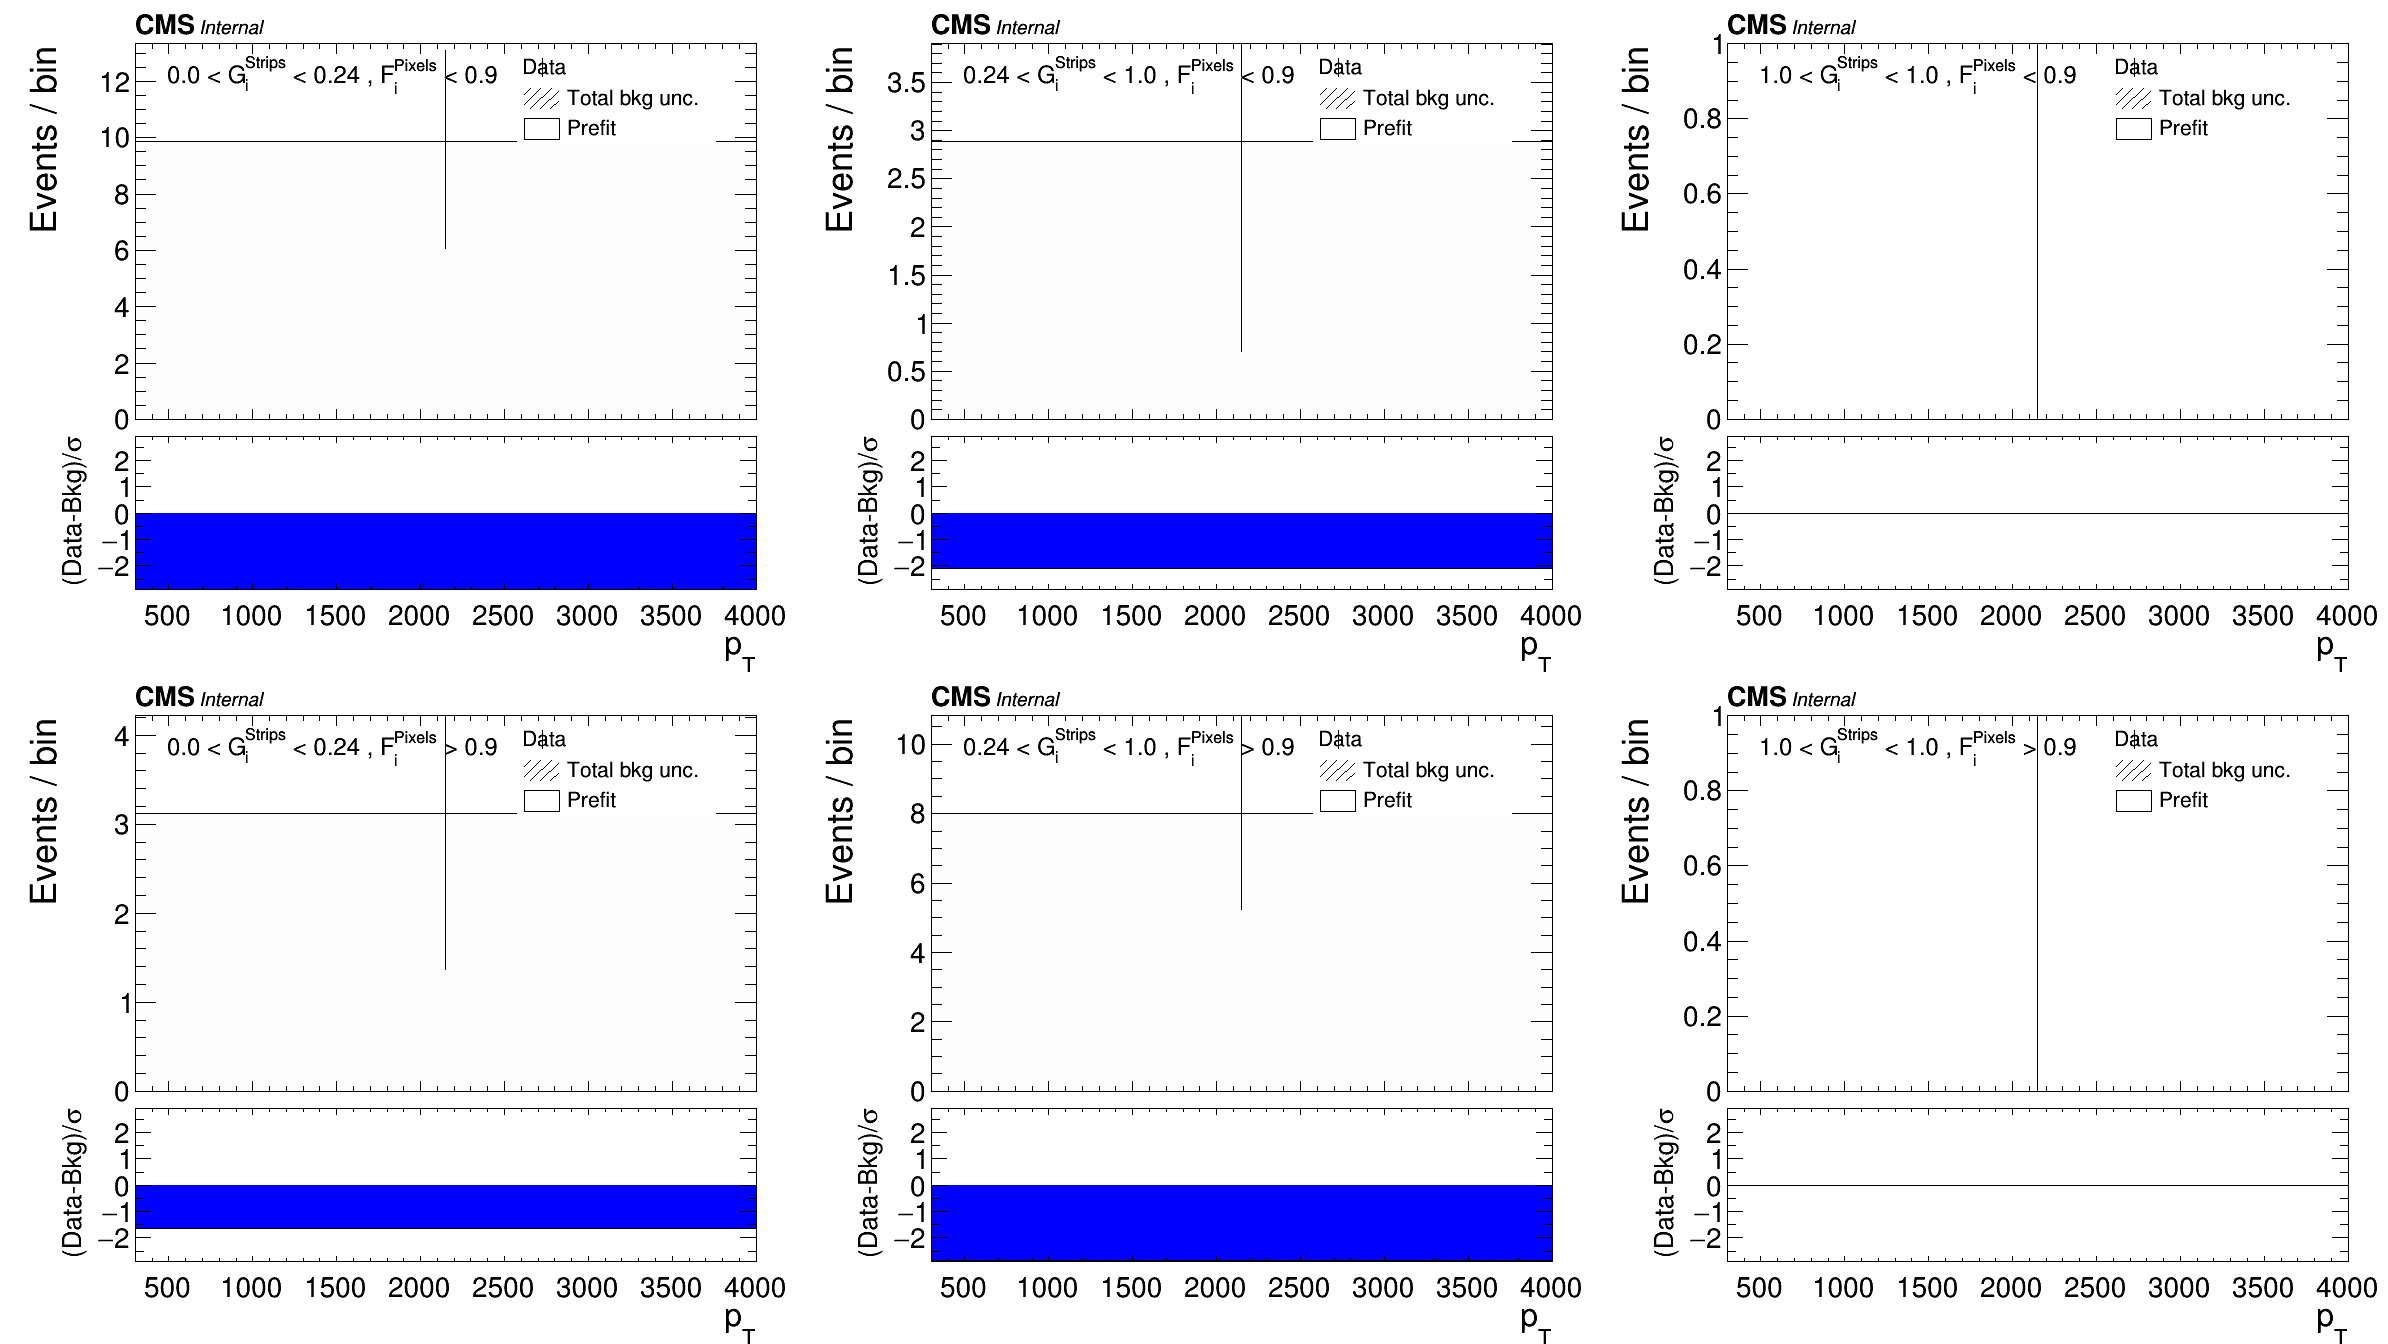 CMS Internal
Events / bin
0.0 < G_i^Strips < 0.24 , F_i^Pixels < 0.9
Data
Total bkg unc.
Prefit
12
10
8
6
4
2
0
(Data-Bkg)/σ
2
1
0
−1
−2
500 1000 1500 2000 2500 3000 3500 4000
p_T
CMS Internal
Events / bin
0.24 < G_i^Strips < 1.0 , F_i^Pixels < 0.9
Data
Total bkg unc.
Prefit
3.5
3
2.5
2
1.5
1
0.5
0
(Data-Bkg)/σ
2
1
0
−1
−2
500 1000 1500 2000 2500 3000 3500 4000
p_T
CMS Internal
Events / bin
1.0 < G_i^Strips < 1.0 , F_i^Pixels < 0.9
Data
Total bkg unc.
Prefit
1
0.8
0.6
0.4
0.2
0
(Data-Bkg)/σ
2
1
0
−1
−2
500 1000 1500 2000 2500 3000 3500 4000
p_T
CMS Internal
Events / bin
0.0 < G_i^Strips < 0.24 , F_i^Pixels > 0.9
Data
Total bkg unc.
Prefit
4
3
2
1
0
(Data-Bkg)/σ
2
1
0
−1
−2
500 1000 1500 2000 2500 3000 3500 4000
p_T
CMS Internal
Events / bin
0.24 < G_i^Strips < 1.0 , F_i^Pixels > 0.9
Data
Total bkg unc.
Prefit
10
8
6
4
2
0
(Data-Bkg)/σ
2
1
0
−1
−2
500 1000 1500 2000 2500 3000 3500 4000
p_T
CMS Internal
Events / bin
1.0 < G_i^Strips < 1.0 , F_i^Pixels > 0.9
Data
Total bkg unc.
Prefit
1
0.8
0.6
0.4
0.2
0
(Data-Bkg)/σ
2
1
0
−1
−2
500 1000 1500 2000 2500 3000 3500 4000
p_T